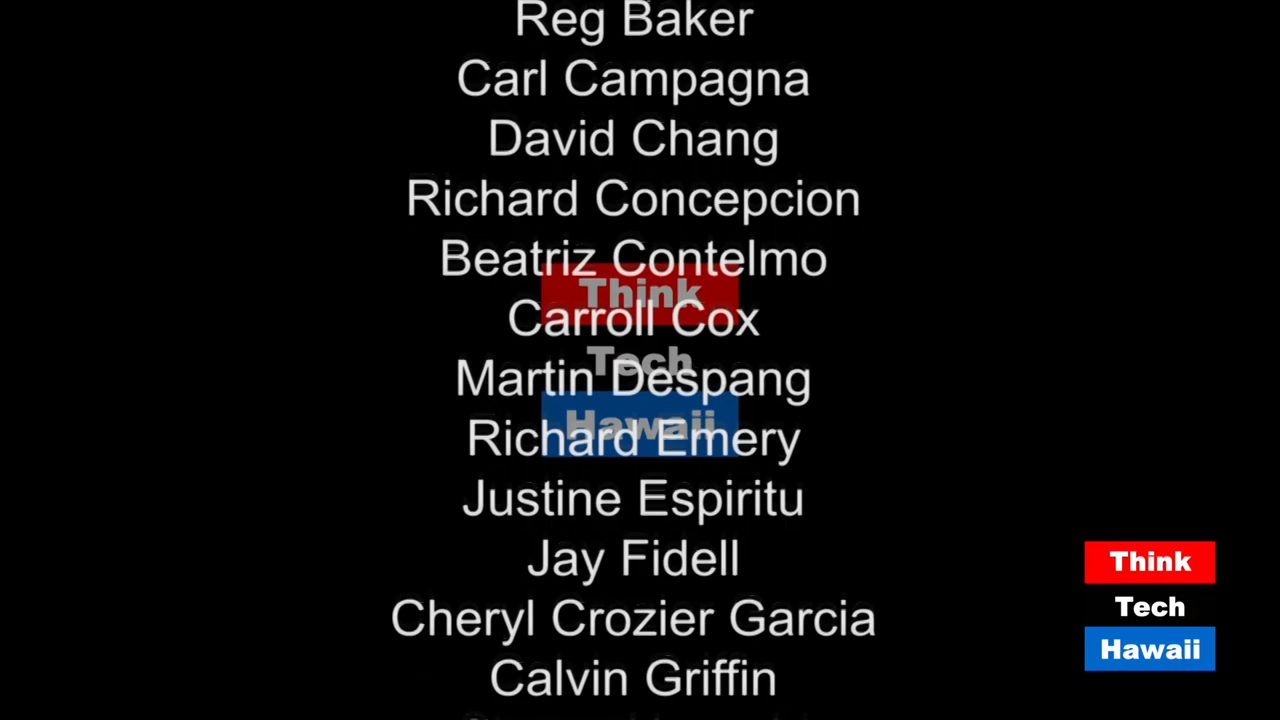 Reg Baker
Carl Campagna
David Chang
Richard Concepcion
Beatriz Contelmo
Think
Carroll Cox
Tech
Martin Despang
Hawaii
Richard Emery
Justine Espiritu
Jay Fidell
Cheryl Crozier Garcia
Calvin Griffin
Think
Tech
Hawaii